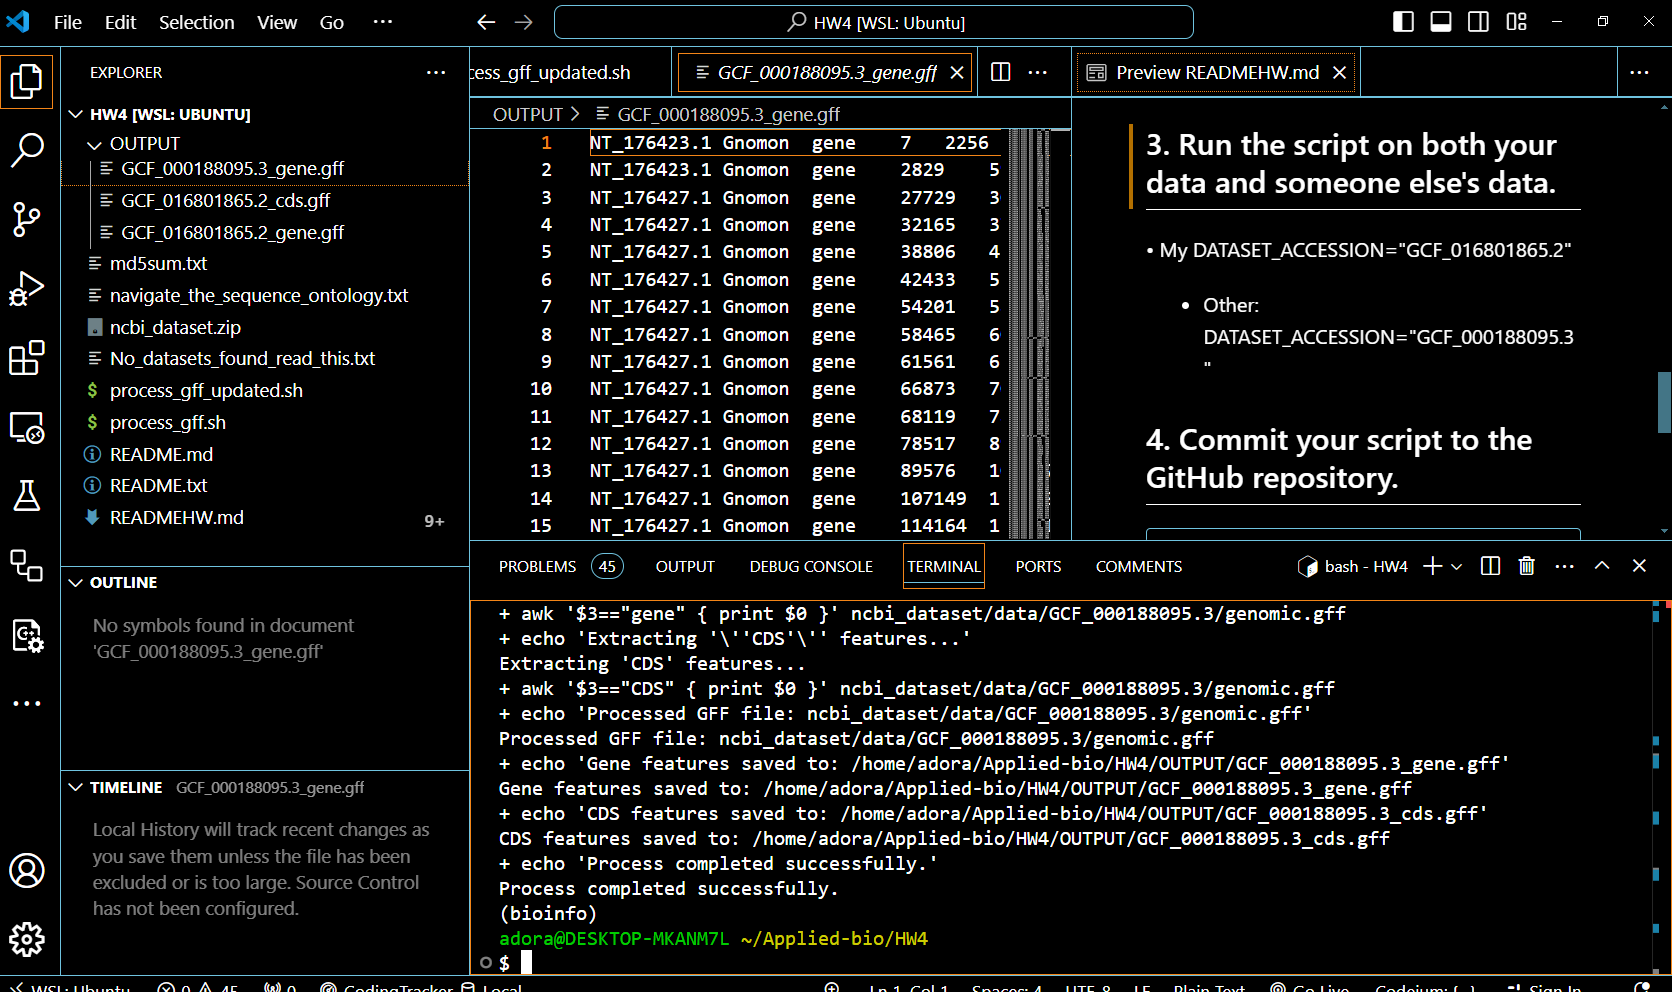 File Edit Selection View Go ··· HW4 [WSL: Ubuntu]
EXPLORER ···
HW4 [WSL: UBUNTU]
OUTPUT
GCF_000188095.3_gene.gff
GCF_016801865.2_cds.gff
GCF_016801865.2_gene.gff
md5sum.txt
navigate_the_sequence_ontology.txt
ncbi_dataset.zip
No_datasets_found_read_this.txt
$ process_gff_updated.sh
$ process_gff.sh
README.md
README.txt
READMEHW.md 9+
OUTLINE
No symbols found in document
'GCF_000188095.3_gene.gff'
TIMELINE GCF_000188095.3_gene.gff
Local History will track recent changes as
you save them unless the file has been
excluded or is too large. Source Control
has not been configured.
cess_gff_updated.sh GCF_000188095.3_gene.gff ···
OUTPUT > GCF_000188095.3_gene.gff
1 NT_176423.1 Gnomon gene 7 2256
2 NT_176423.1 Gnomon gene 2829 5
3 NT_176427.1 Gnomon gene 27729 3
4 NT_176427.1 Gnomon gene 32165 3
5 NT_176427.1 Gnomon gene 38806 4
6 NT_176427.1 Gnomon gene 42433 5
7 NT_176427.1 Gnomon gene 54201 5
8 NT_176427.1 Gnomon gene 58465 6
9 NT_176427.1 Gnomon gene 61561 6
10 NT_176427.1 Gnomon gene 66873 7
11 NT_176427.1 Gnomon gene 68119 7
12 NT_176427.1 Gnomon gene 78517 8
13 NT_176427.1 Gnomon gene 89576 1
14 NT_176427.1 Gnomon gene 107149 1
15 NT_176427.1 Gnomon gene 114164 1
Preview READMEHW.md ···
3. Run the script on both your
data and someone else's data.
• My DATASET_ACCESSION="GCF_016801865.2"
• Other:
DATASET_ACCESSION="GCF_000188095.3
"
4. Commit your script to the
GitHub repository.
PROBLEMS 45 OUTPUT DEBUG CONSOLE TERMINAL PORTS COMMENTS bash - HW4 ···
+ awk '$3=="gene" { print $0 }' ncbi_dataset/data/GCF_000188095.3/genomic.gff
+ echo 'Extracting '\''CDS'\'' features...'
Extracting 'CDS' features...
+ awk '$3=="CDS" { print $0 }' ncbi_dataset/data/GCF_000188095.3/genomic.gff
+ echo 'Processed GFF file: ncbi_dataset/data/GCF_000188095.3/genomic.gff'
Processed GFF file: ncbi_dataset/data/GCF_000188095.3/genomic.gff
+ echo 'Gene features saved to: /home/adora/Applied-bio/HW4/OUTPUT/GCF_000188095.3_gene.gff'
Gene features saved to: /home/adora/Applied-bio/HW4/OUTPUT/GCF_000188095.3_gene.gff
+ echo 'CDS features saved to: /home/adora/Applied-bio/HW4/OUTPUT/GCF_000188095.3_cds.gff'
CDS features saved to: /home/adora/Applied-bio/HW4/OUTPUT/GCF_000188095.3_cds.gff
+ echo 'Process completed successfully.'
Process completed successfully.
(bioinfo)
adora@DESKTOP-MKANM7L ~/Applied-bio/HW4
$
WSL: Ubuntu 0 45 0 CodingTracker Local Ln 1, Col 1 Spaces: 4 UTF-8 LF Plain Text Go Live Codeium: {..} Sign In